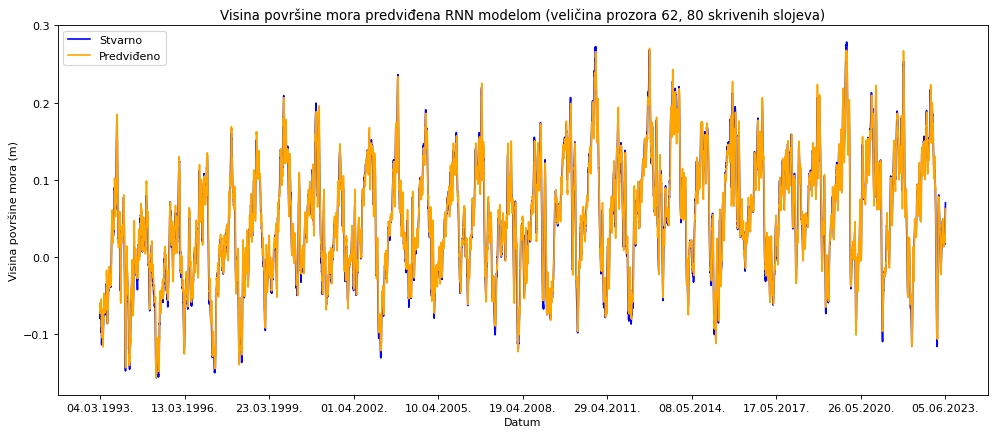 Visina površine mora predviđena RNN modelom (veličina prozora 62, 80 skrivenih slojeva)
Stvarno
Predviđeno
Visina površine mora (m)
0.3
0.2
0.1
0.0
−0.1
04.03.1993. 13.03.1996. 23.03.1999. 01.04.2002. 10.04.2005. 19.04.2008. 29.04.2011. 08.05.2014. 17.05.2017. 26.05.2020. 05.06.2023.
Datum